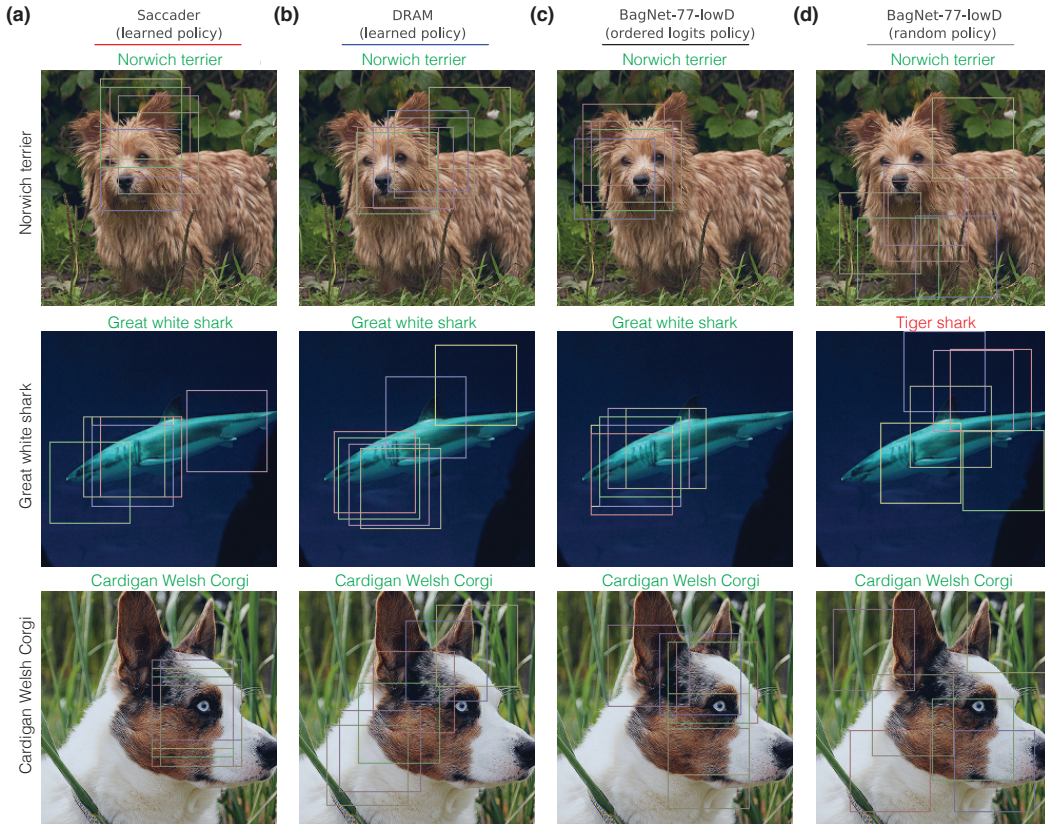 (a)
Saccader
(learned policy)
(b)
DRAM
(learned policy)
(c)
BagNet-77-lowD
(ordered logits policy)
(d)
BagNet-77-lowD
(random policy)
Norwich terrier
Norwich terrier
Norwich terrier
Norwich terrier
Norwich terrier
Great white shark
Great white shark
Great white shark
Tiger shark
Great white shark
Cardigan Welsh Corgi
Cardigan Welsh Corgi
Cardigan Welsh Corgi
Cardigan Welsh Corgi
Cardigan Welsh Corgi